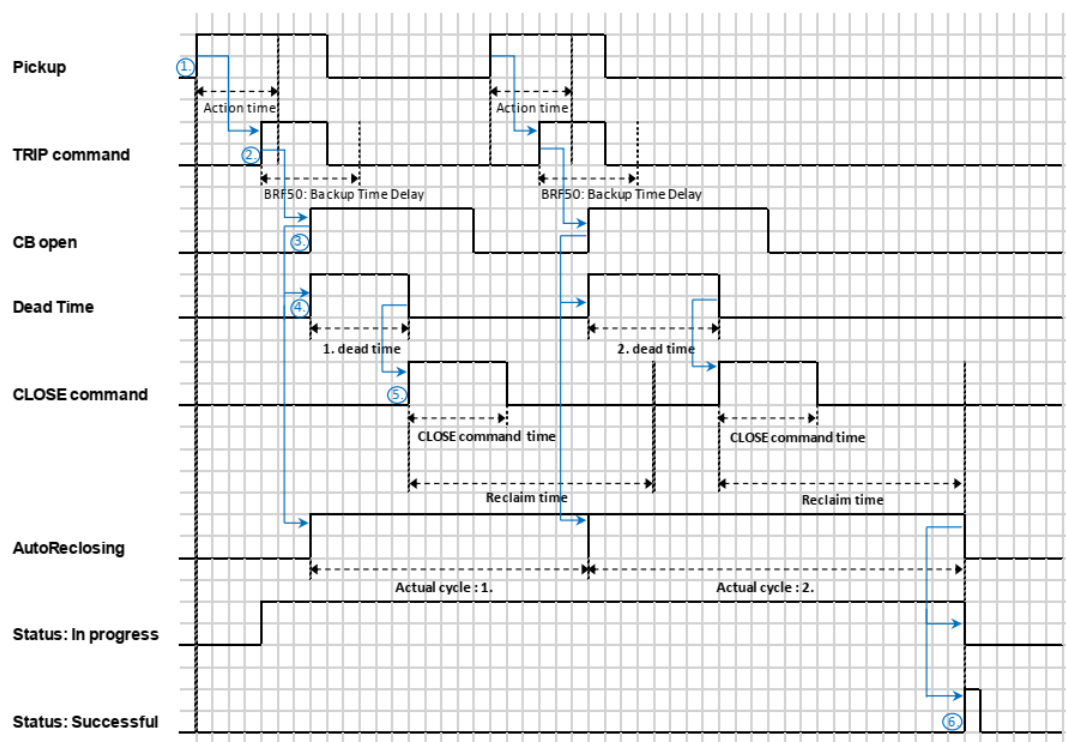 Pickup
1.
Action time
Action time
TRIP command
2.
BRF50: Backup Time Delay
BRF50: Backup Time Delay
CB open
3.
Dead Time
4.
1. dead time
2. dead time
CLOSE command
5.
CLOSE command time
CLOSE command time
Reclaim time
Reclaim time
AutoReclosing
Actual cycle : 1.
Actual cycle : 2.
Status: In progress
Status: Successful
6.